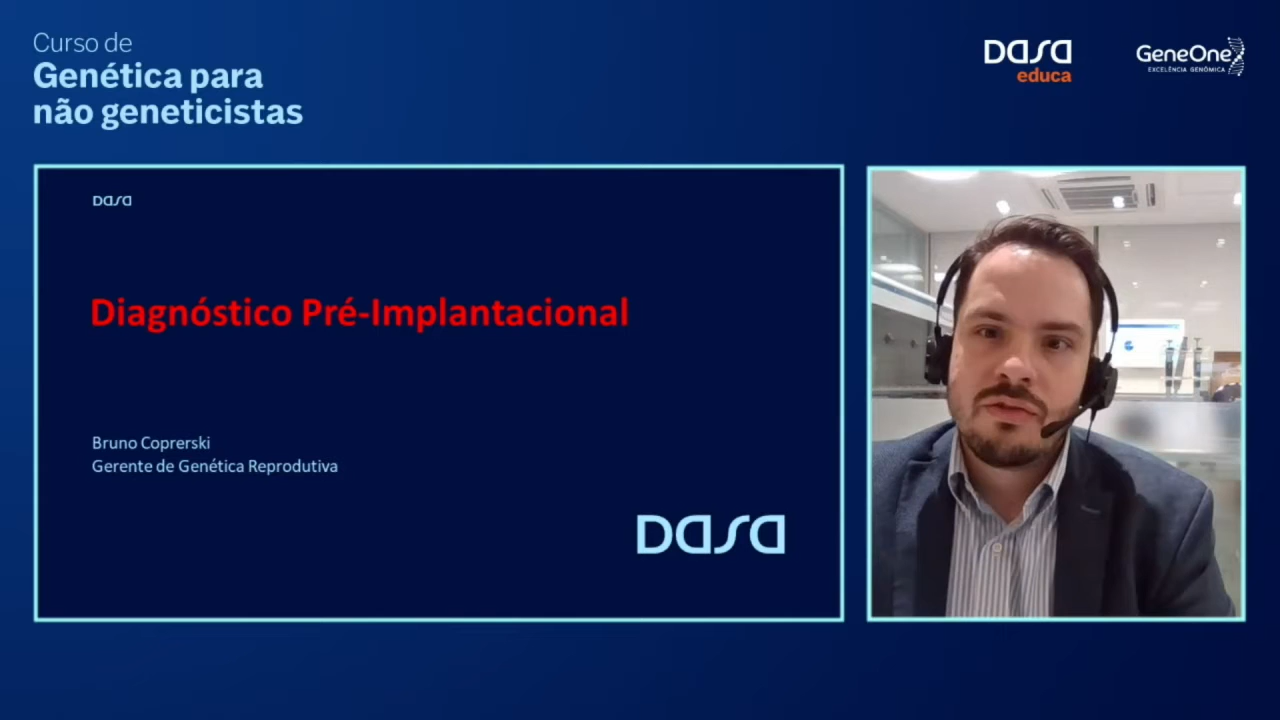 Curso de
Genética para
não geneticistas
Dasa
educa
GeneOne
EXCELÊNCIA GENÔMICA
Dasa
Diagnóstico Pré-Implantacional
Bruno Coprerski
Gerente de Genética Reprodutiva
Dasa